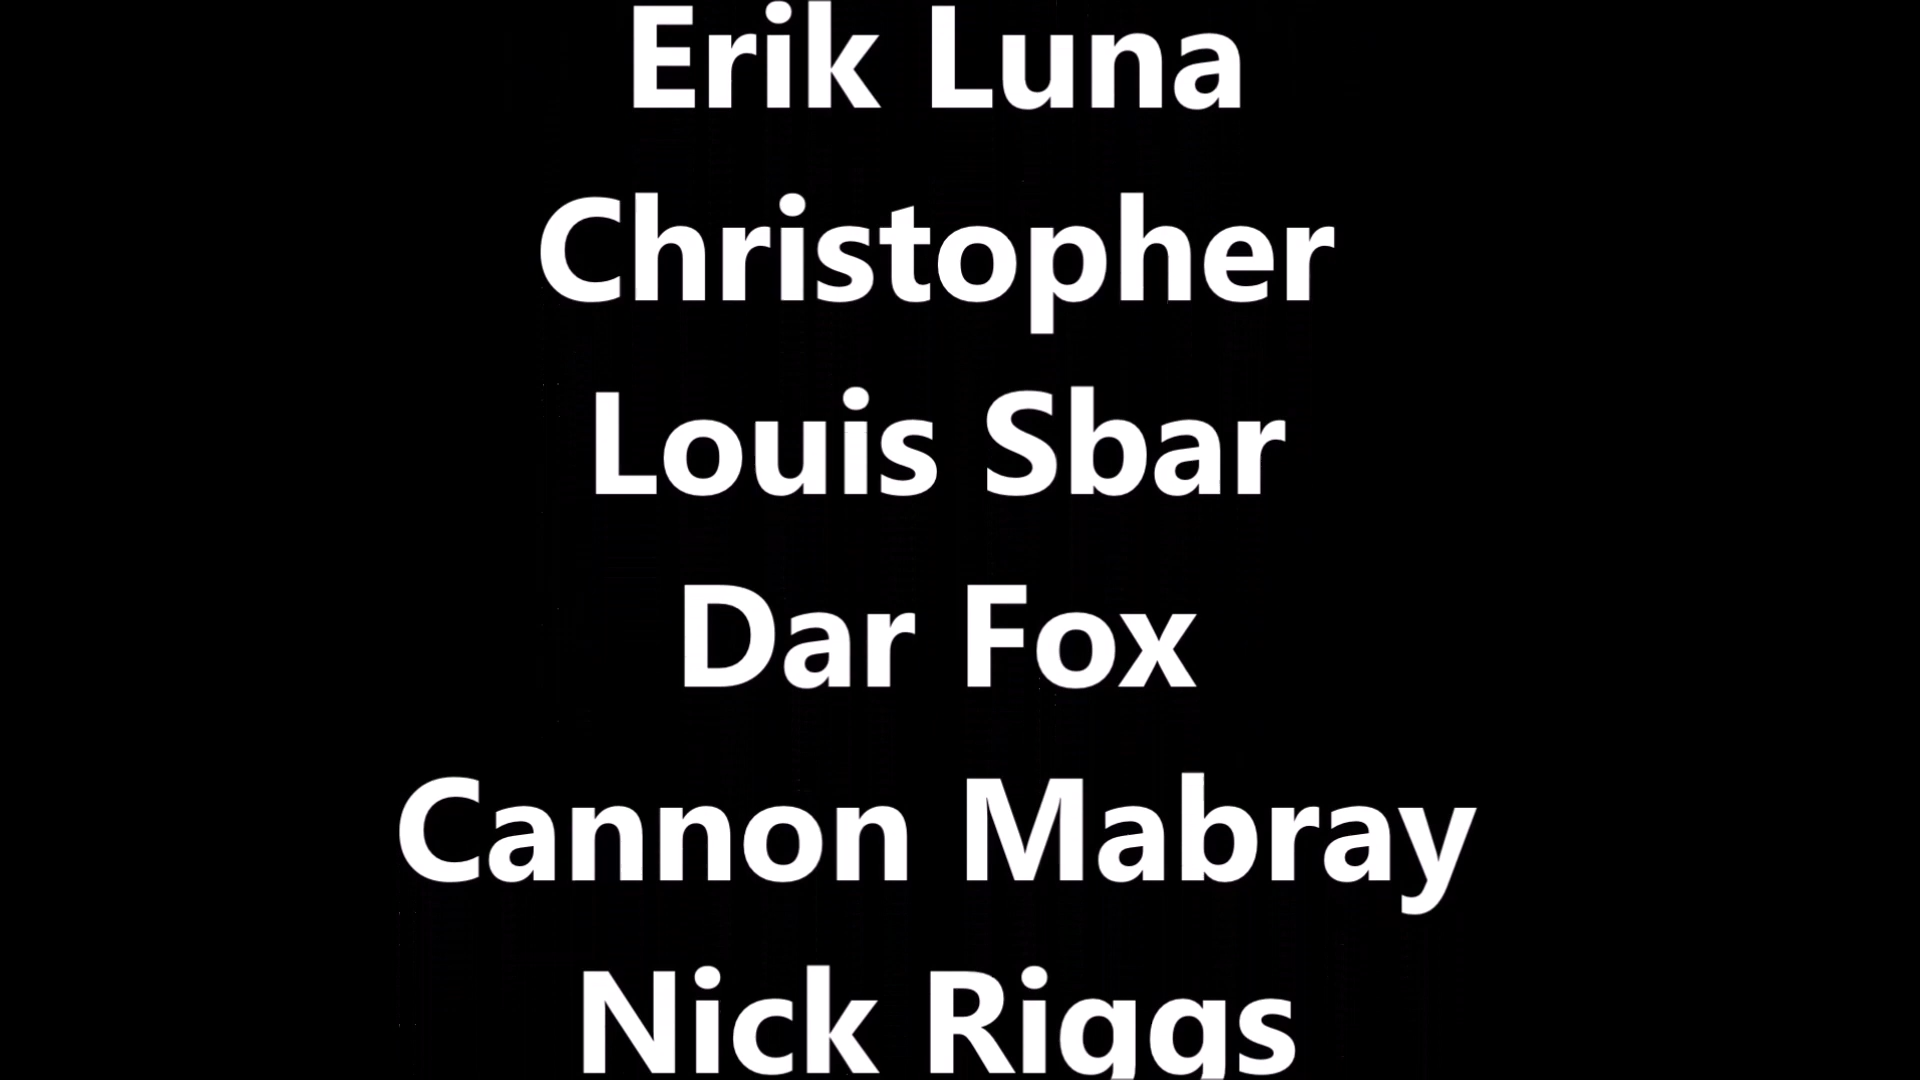 Erik Luna
Christopher
Louis Sbar
Dar Fox
Cannon Mabray
Nick Riggs